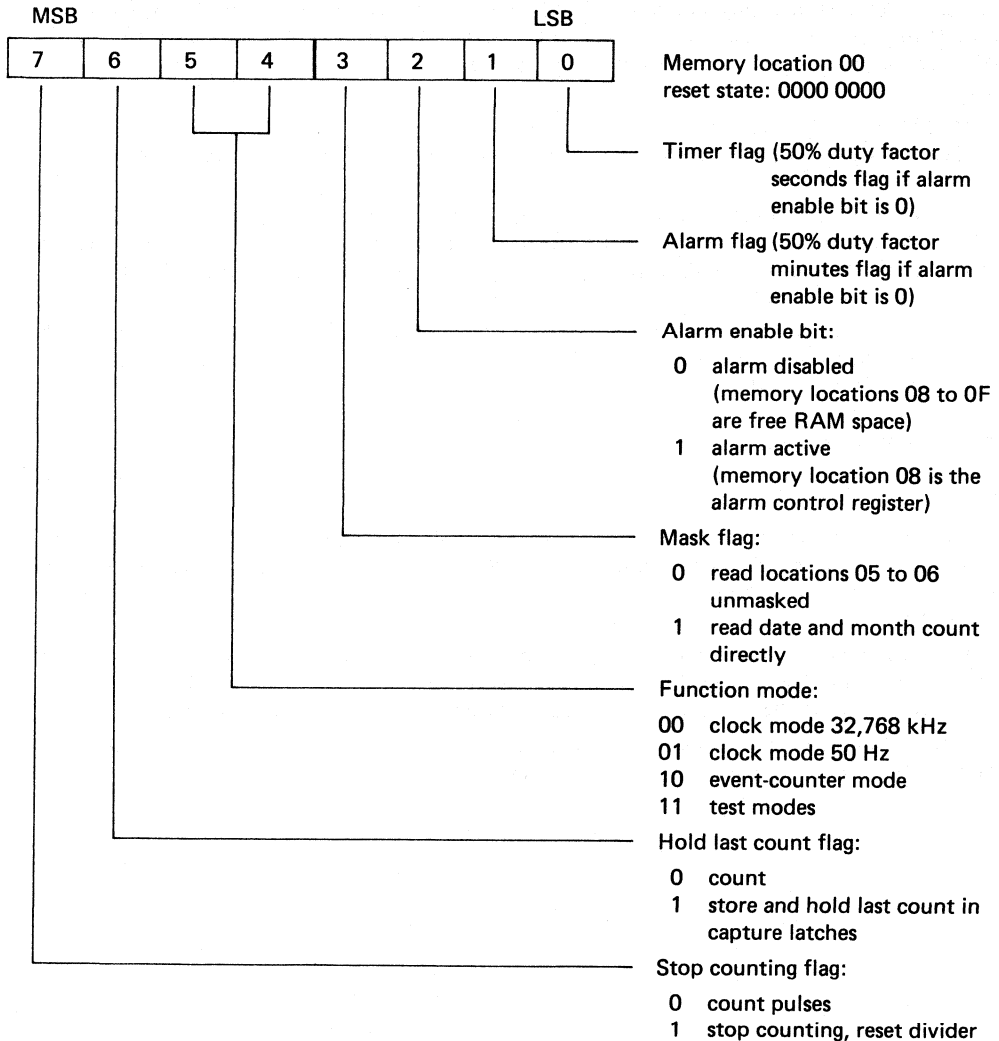 MSB LSB
7 6 5 4 3 2 1 0
Memory location 00
reset state: 0000 0000
Timer flag (50% duty factor
seconds flag if alarm
enable bit is 0)
Alarm flag (50% duty factor
minutes flag if alarm
enable bit is 0)
Alarm enable bit:
0 alarm disabled
(memory locations 08 to 0F
are free RAM space)
1 alarm active
(memory location 08 is the
alarm control register)
Mask flag:
0 read locations 05 to 06
unmasked
1 read date and month count
directly
Function mode:
00 clock mode 32,768 kHz
01 clock mode 50 Hz
10 event-counter mode
11 test modes
Hold last count flag:
0 count
1 store and hold last count in
capture latches
Stop counting flag:
0 count pulses
1 stop counting, reset divider